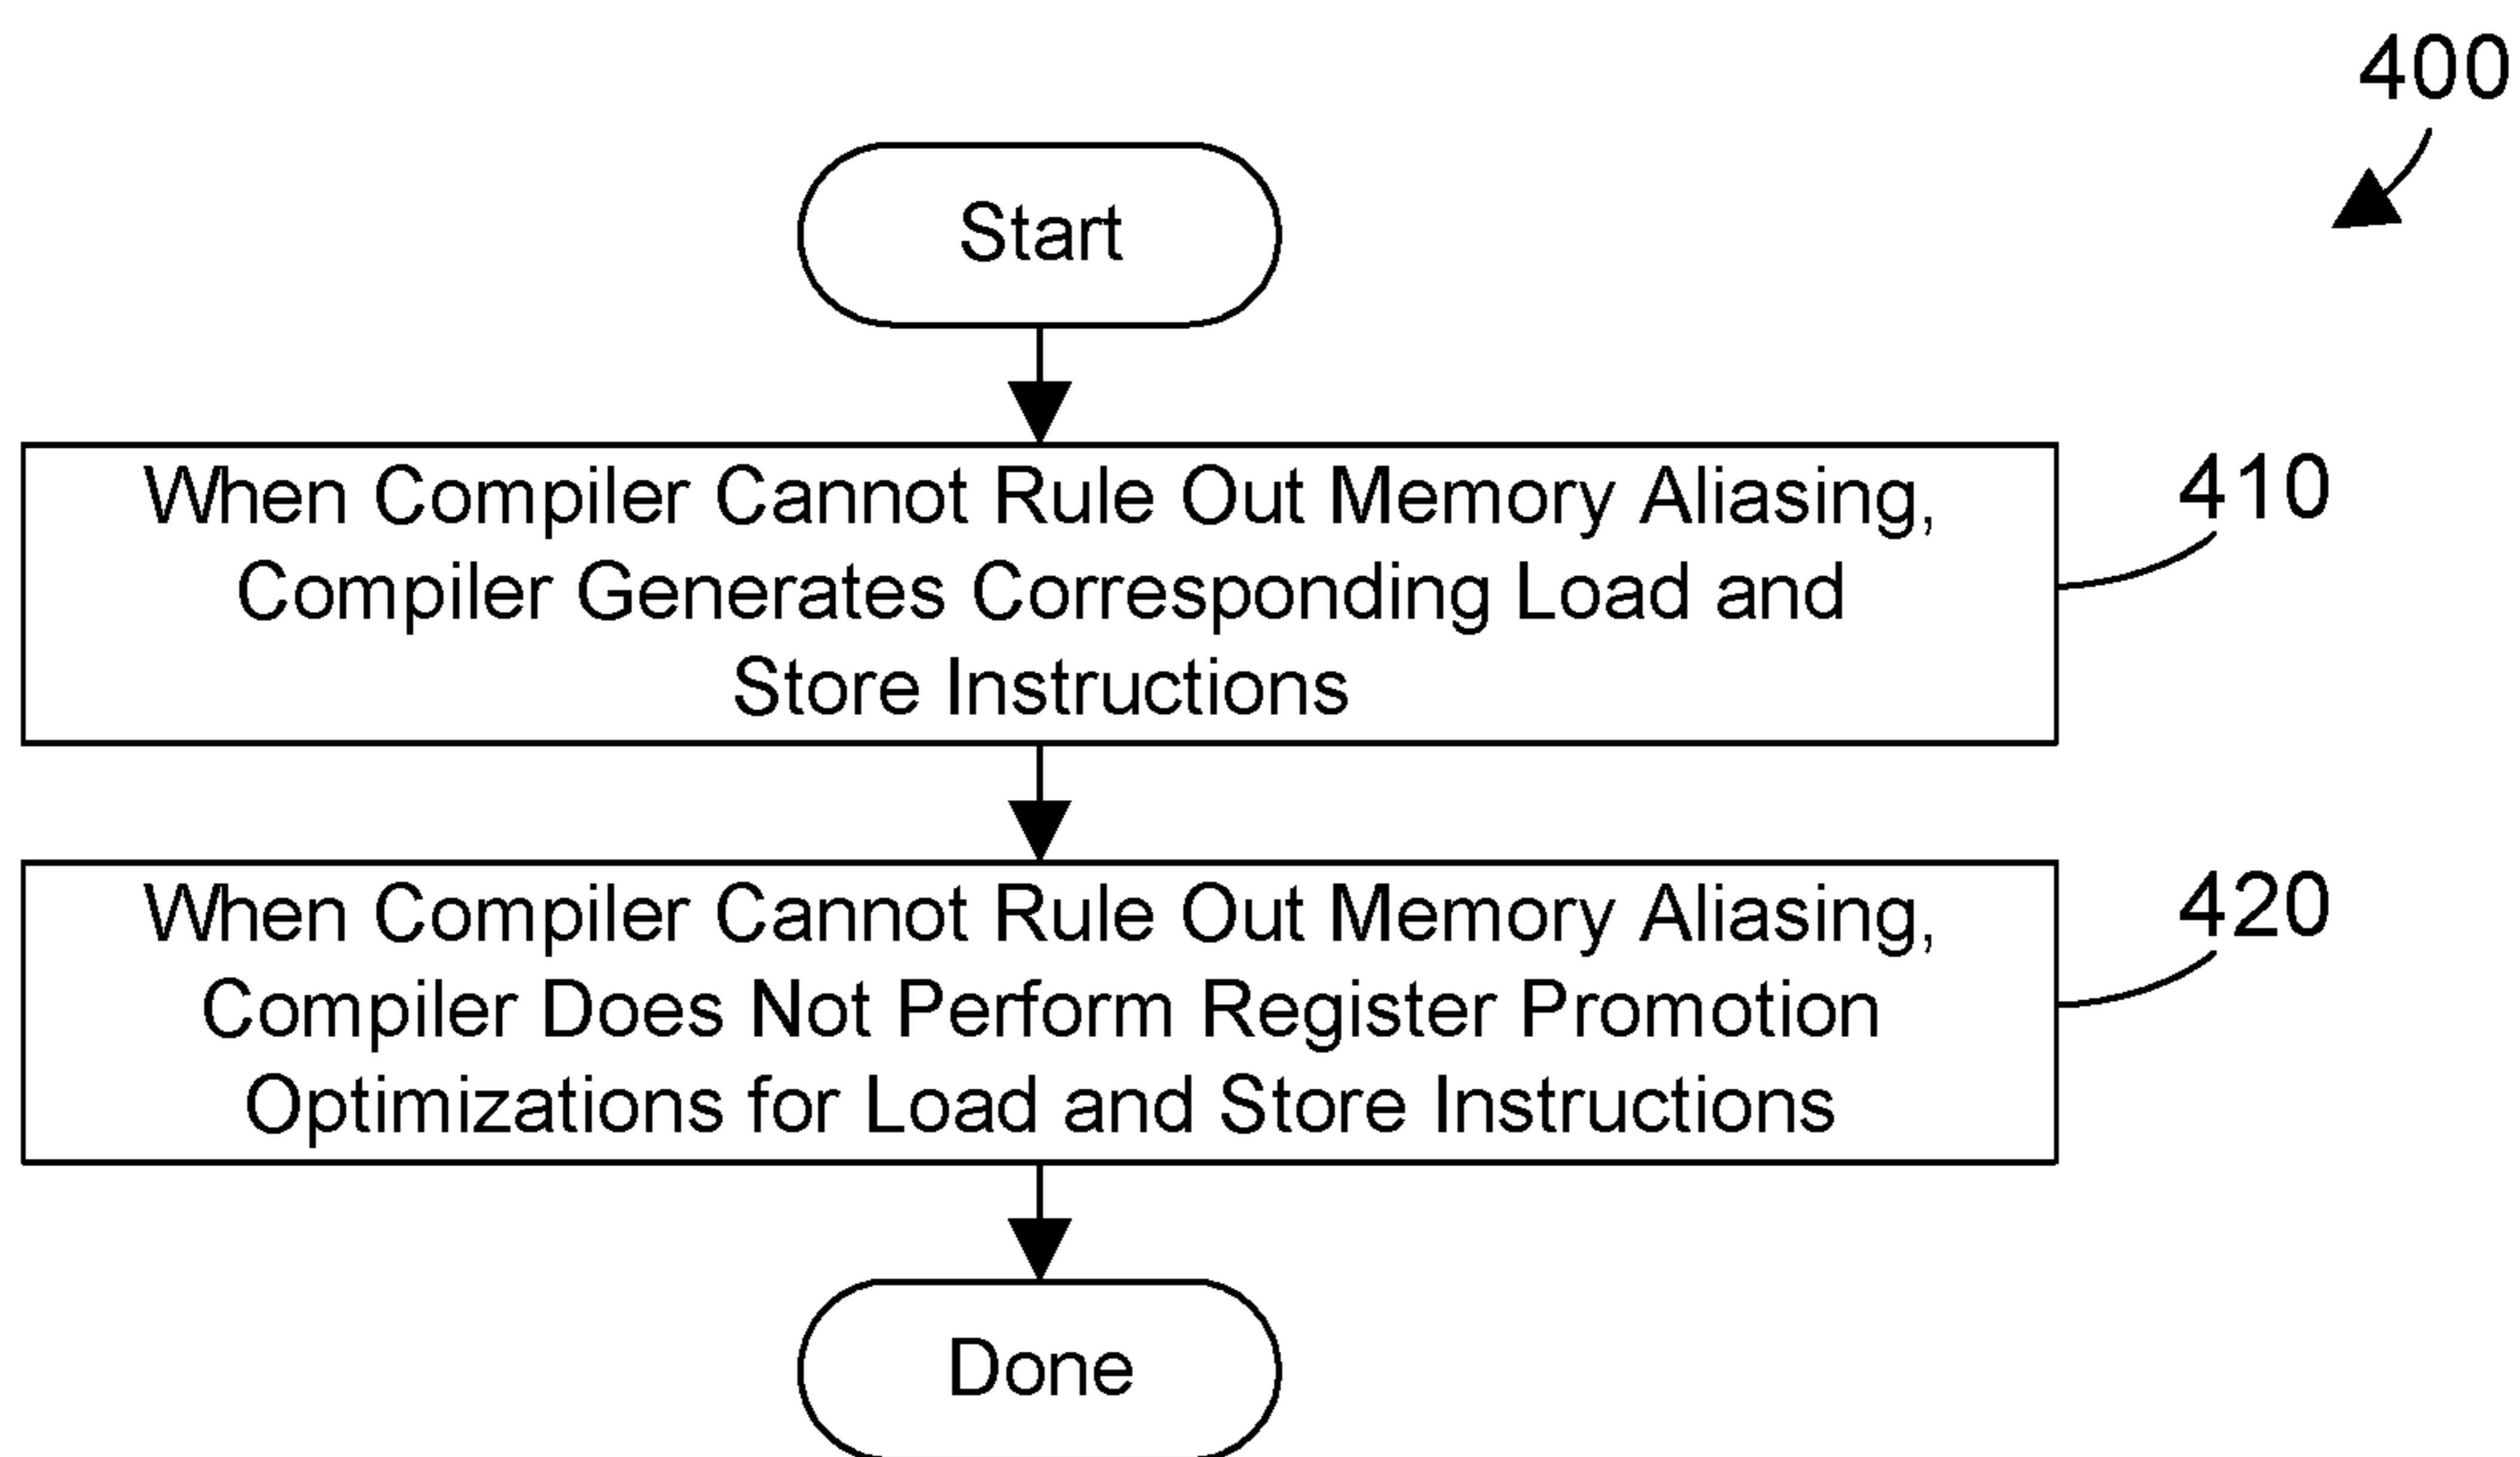 400
Start
When Compiler Cannot Rule Out Memory Aliasing,
Compiler Generates Corresponding Load and
Store Instructions
410
When Compiler Cannot Rule Out Memory Aliasing,
Compiler Does Not Perform Register Promotion
Optimizations for Load and Store Instructions
420
Done